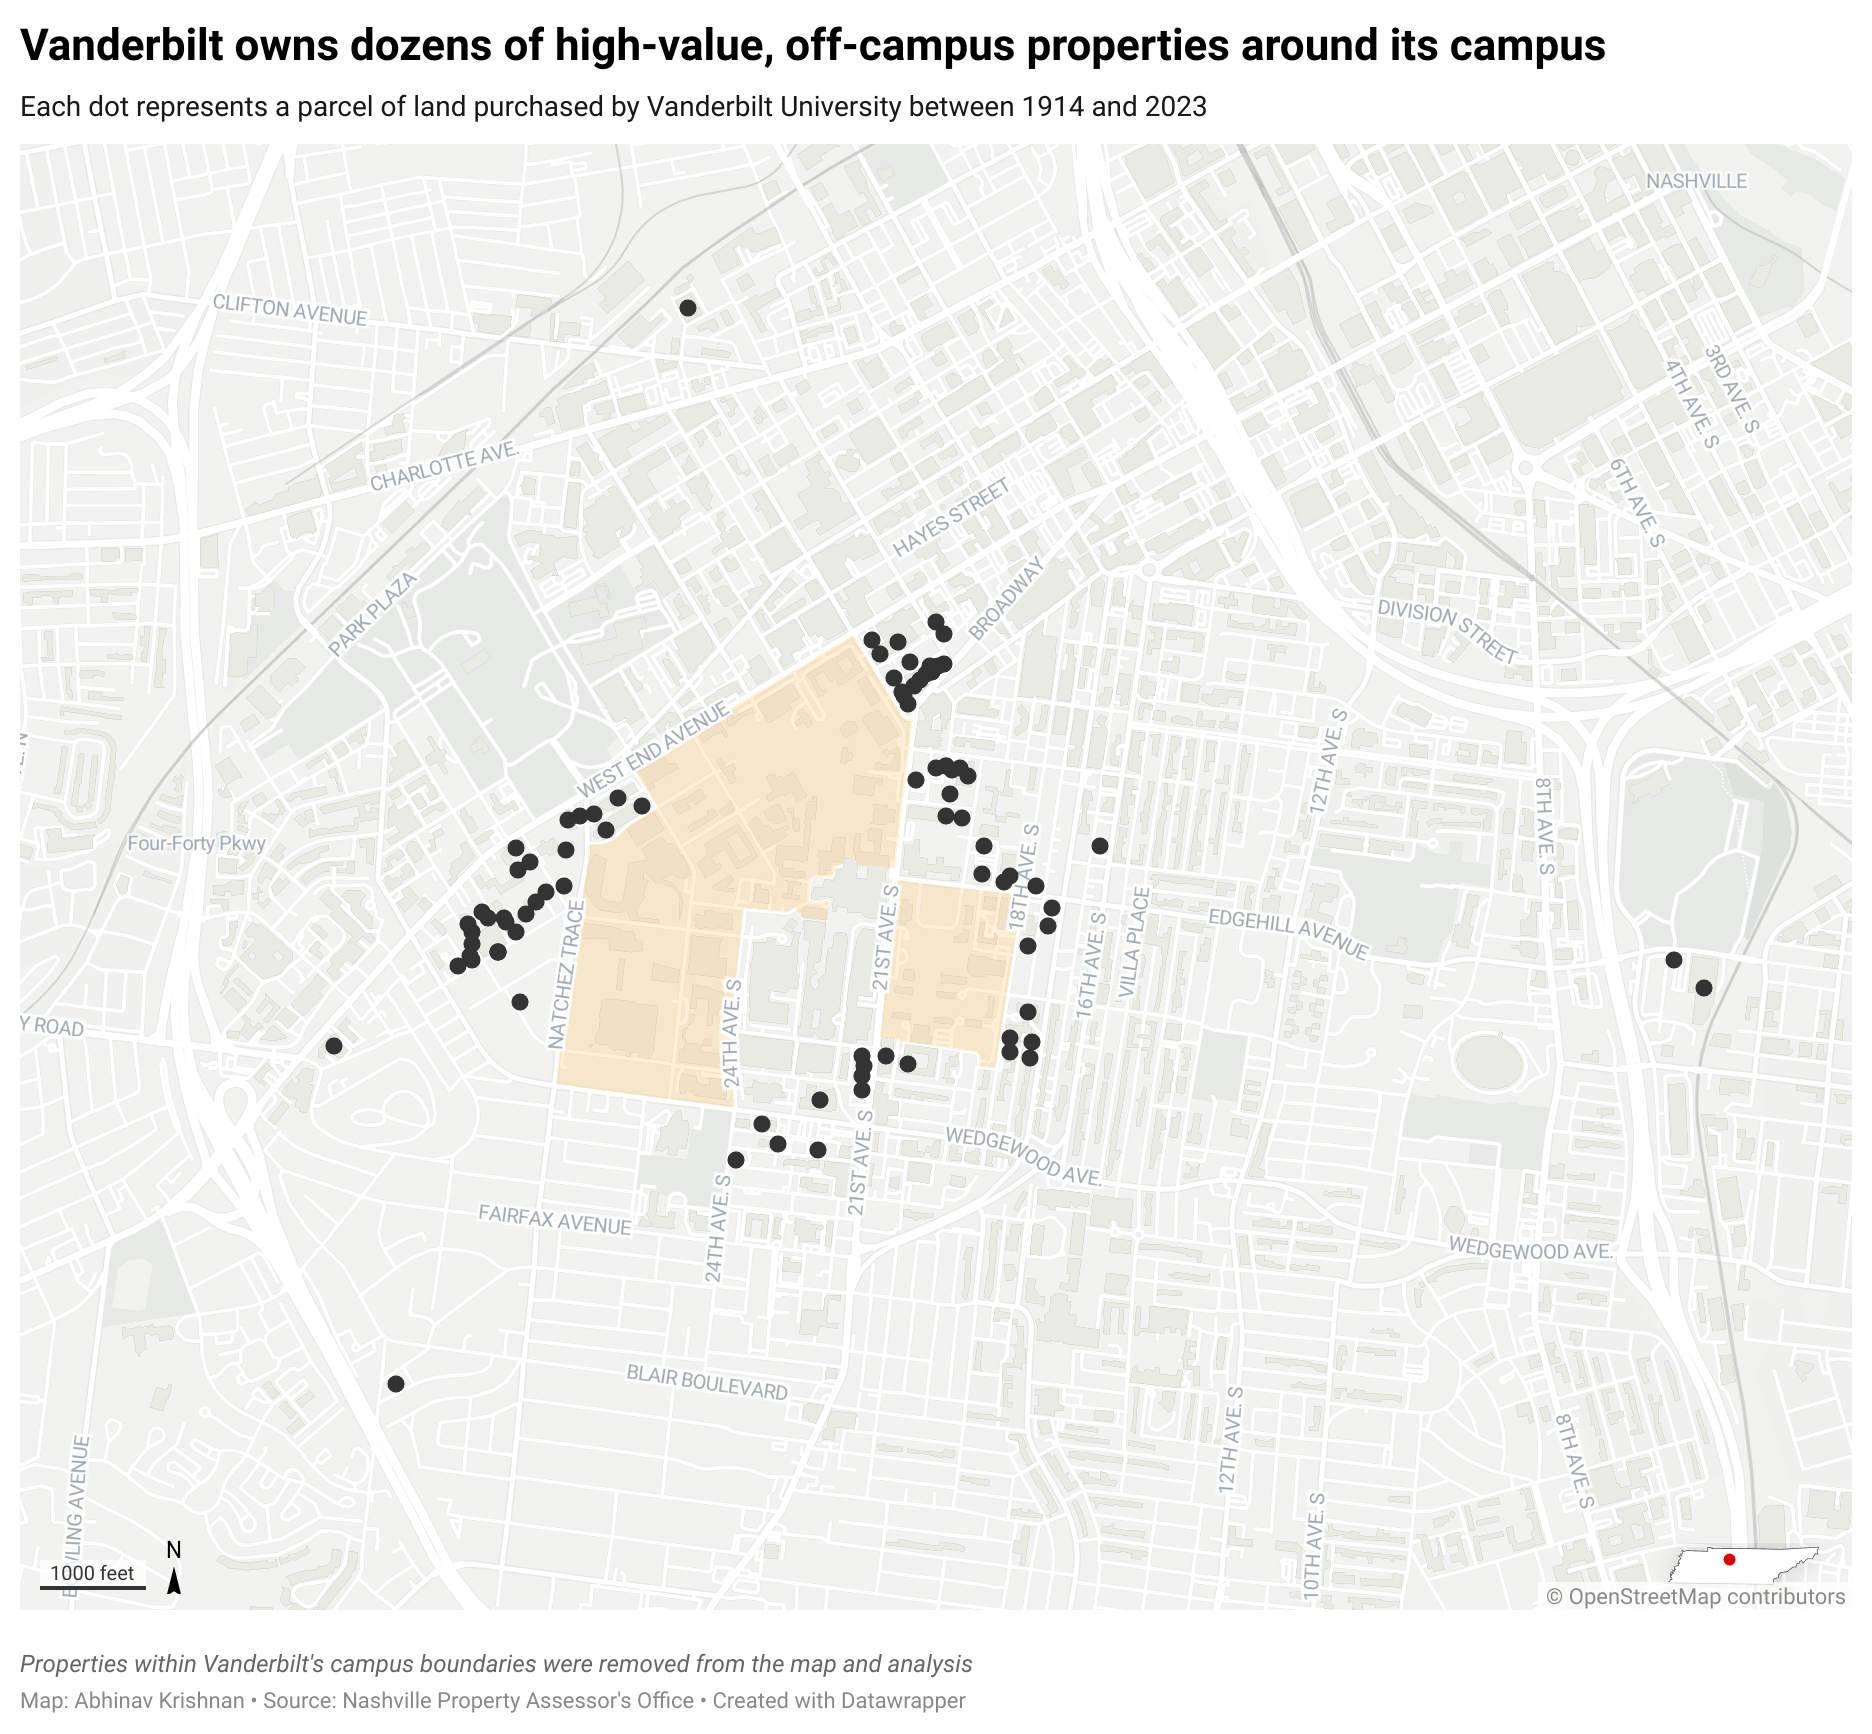 Vanderbilt owns dozens of high-value, off-campus properties around its campus
Each dot represents a parcel of land purchased by Vanderbilt University between 1914 and 2023
NASHVILLE
CLIFTON AVENUE
3RD AVE. S
4TH AVE. S
CHARLOTTE AVE.
HAYES STREET
6TH AVE. S
BROADWAY
PARK PLAZA
DIVISION STREET
WEST END AVENUE
12TH AVE. S
8TH AVE. S
Four-Forty Pkwy
18TH AVE. S
21ST AVE. S
EDGEHILL AVENUE
16TH AVE. S
VILLA PLACE
NATCHEZ TRACE
24TH AVE. S
Y ROAD
WEDGEWOOD AVE.
21ST AVE. S
24TH AVE. S
FAIRFAX AVENUE
WEDGEWOOD AVE.
BLAIR BOULEVARD
12TH AVE. S
8TH AVE. S
10TH AVE. S
LING AVENUE
N
1000 feet
© OpenStreetMap contributors
Properties within Vanderbilt's campus boundaries were removed from the map and analysis
Map: Abhinav Krishnan • Source: Nashville Property Assessor's Office • Created with Datawrapper